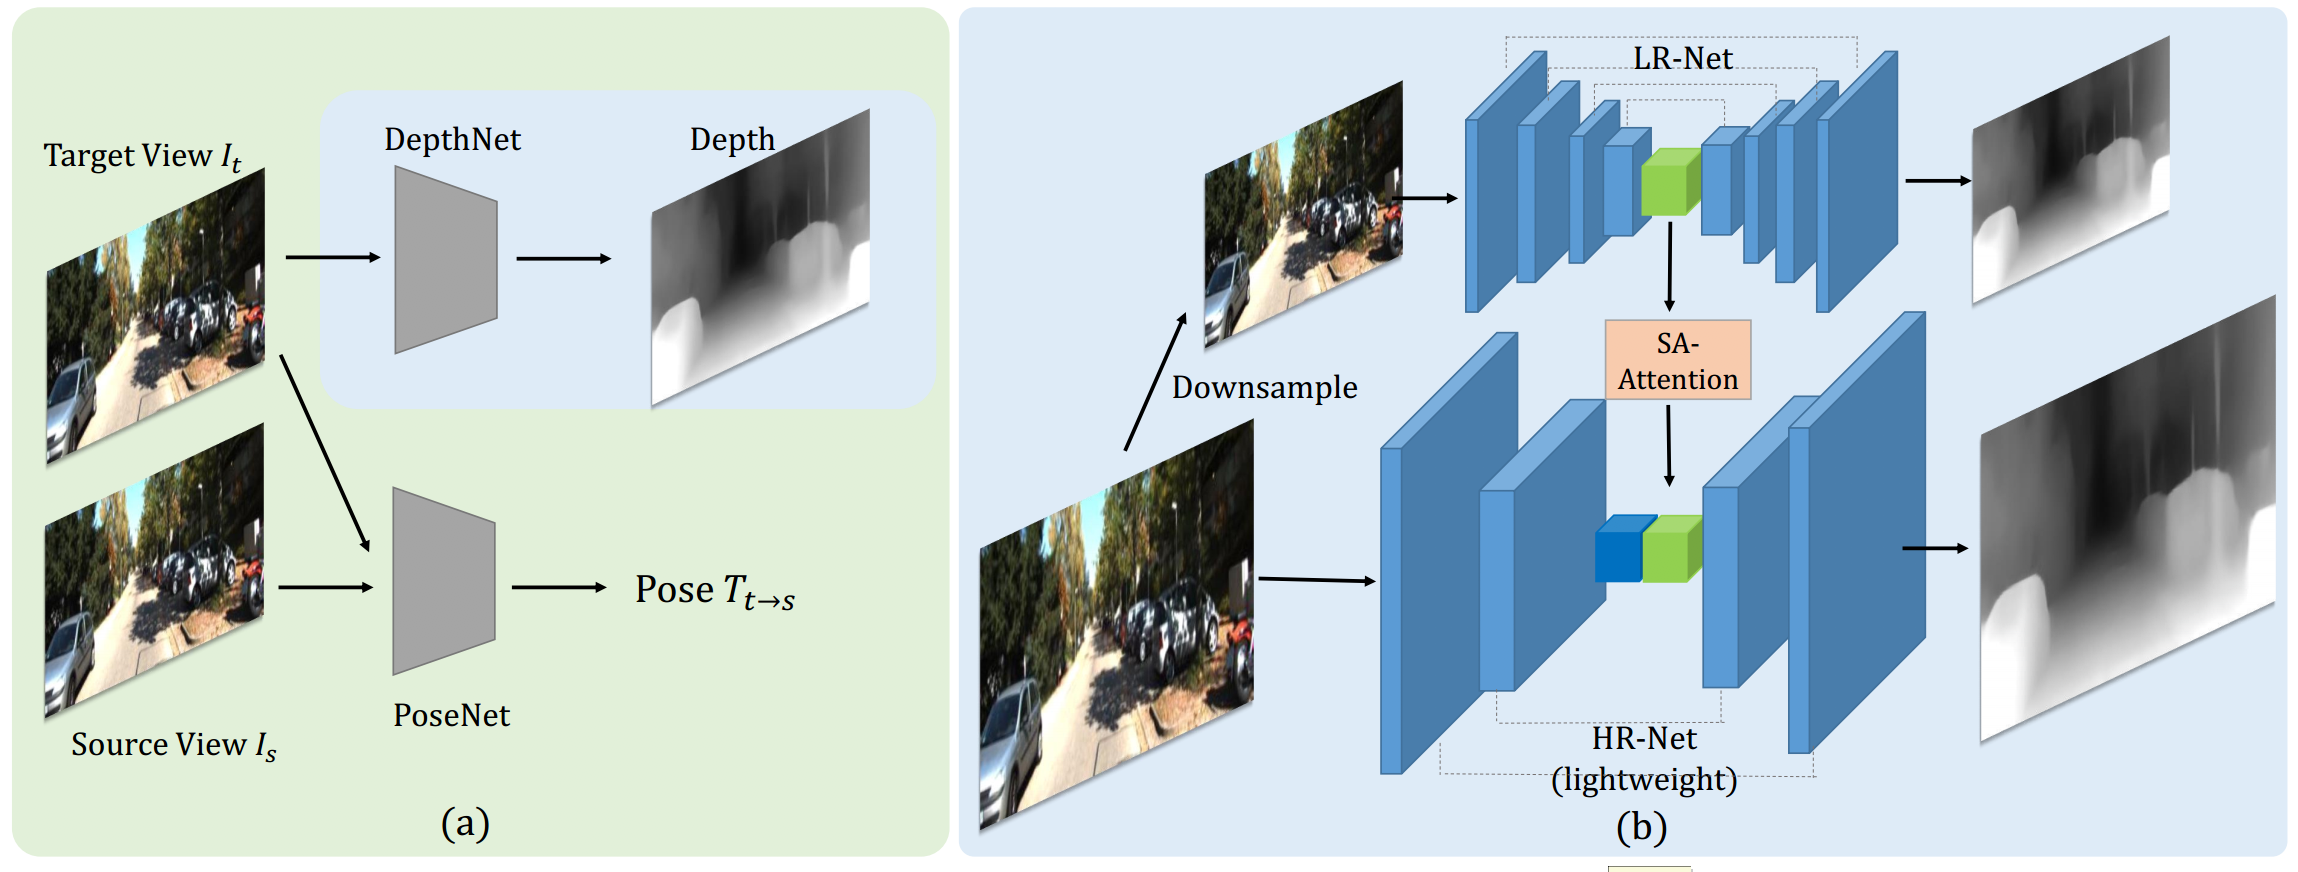 Target View I_t
DepthNet
Depth
Source View I_s
PoseNet
Pose T_{t→s}
(a)
LR-Net
Downsample
SA-
Attention
HR-Net
(lightweight)
(b)